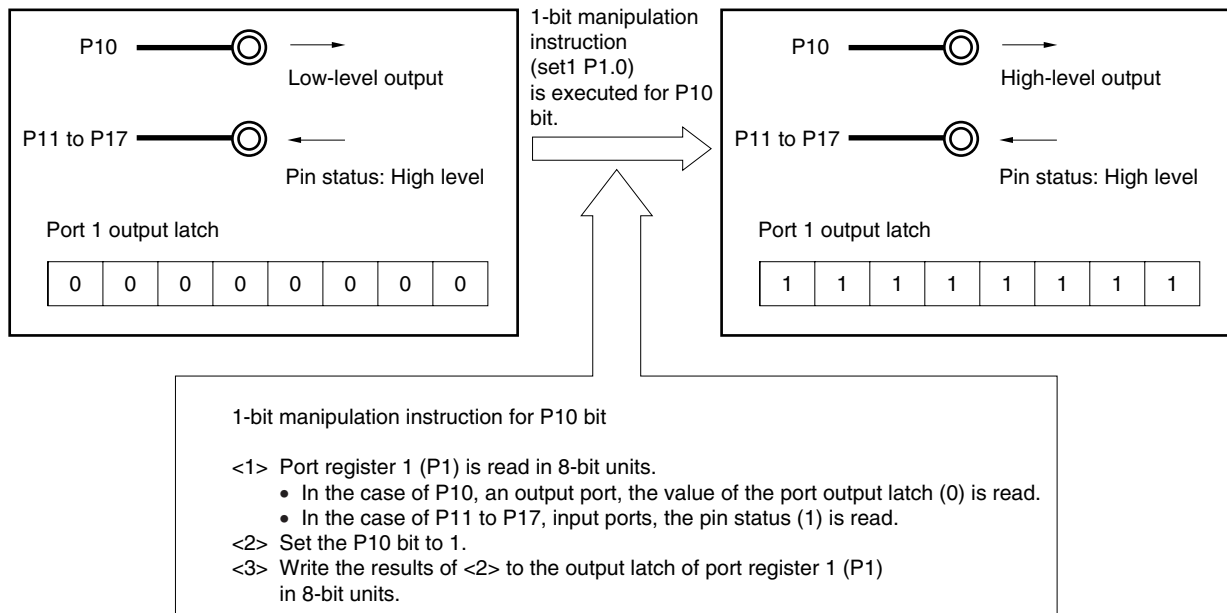 P10
Low-level output
P11 to P17
Pin status: High level
Port 1 output latch
0 0 0 0 0 0 0 0
1-bit manipulation
instruction
(set1 P1.0)
is executed for P10
bit.
P10
High-level output
P11 to P17
Pin status: High level
Port 1 output latch
1 1 1 1 1 1 1 1
1-bit manipulation instruction for P10 bit
<1> Port register 1 (P1) is read in 8-bit units.
• In the case of P10, an output port, the value of the port output latch (0) is read.
• In the case of P11 to P17, input ports, the pin status (1) is read.
<2> Set the P10 bit to 1.
<3> Write the results of <2> to the output latch of port register 1 (P1)
in 8-bit units.